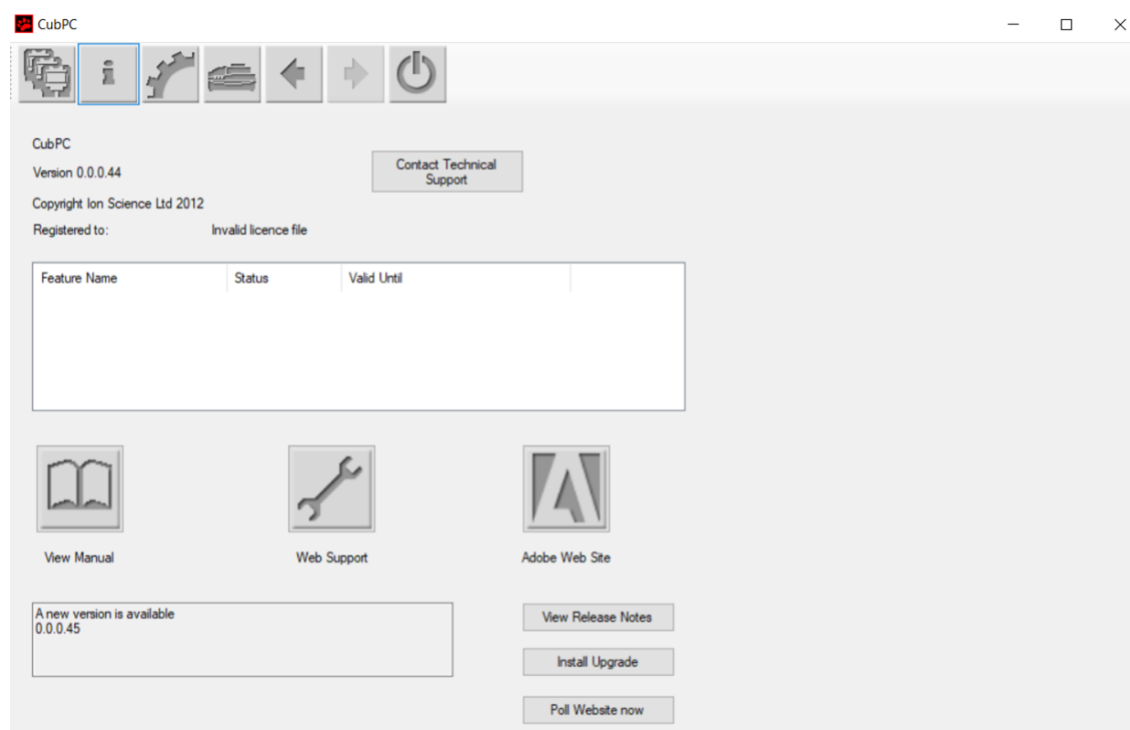 CubPC
CubPC
Version 0.0.0.44
Contact Technical
Support
Copyright Ion Science Ltd 2012
Registered to: Invalid licence file
Feature Name Status Valid Until
View Manual Web Support Adobe Web Site
A new version is available
0.0.0.45
View Release Notes
Install Upgrade
Poll Website now